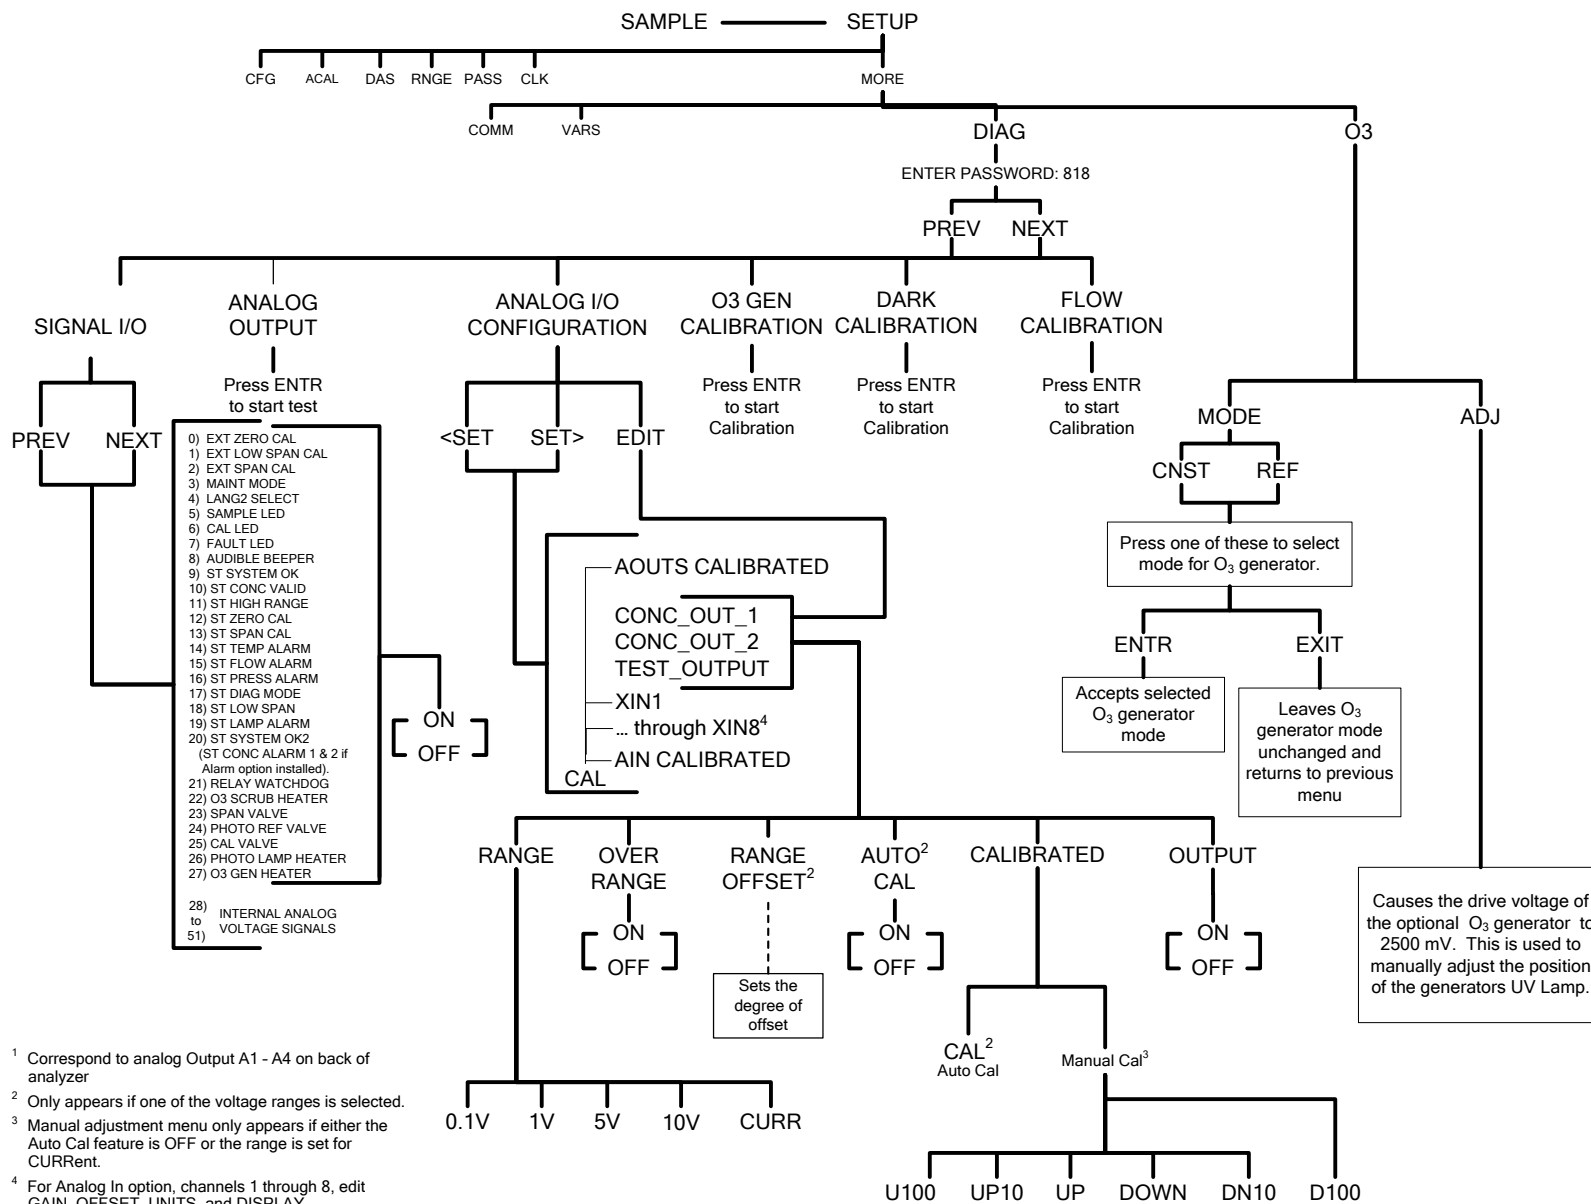 SAMPLE SETUP
CFG ACAL DAS RNGE PASS CLK MORE
COMM VARS DIAG O3
ENTER PASSWORD: 818
PREV NEXT
SIGNAL I/O
ANALOG
OUTPUT
ANALOG I/O
CONFIGURATION
O3 GEN
CALIBRATION
DARK
CALIBRATION
FLOW
CALIBRATION
PREV NEXT
Press ENTR
to start test
<SET SET> EDIT
Press ENTR
to start
Calibration
Press ENTR
to start
Calibration
Press ENTR
to start
Calibration
MODE ADJ
CNST REF
Press one of these to select
mode for O3 generator.
ENTR EXIT
Accepts selected
O3 generator
mode
Leaves O3
generator mode
unchanged and
returns to previous
menu
0) EXT ZERO CAL
1) EXT LOW SPAN CAL
2) EXT SPAN CAL
3) MAINT MODE
4) LANG2 SELECT
5) SAMPLE LED
6) CAL LED
7) FAULT LED
8) AUDIBLE BEEPER
9) ST SYSTEM OK
10) ST CONC VALID
11) ST HIGH RANGE
12) ST ZERO CAL
13) ST SPAN CAL
14) ST TEMP ALARM
15) ST FLOW ALARM
16) ST PRESS ALARM
17) ST DIAG MODE
18) ST LOW SPAN
19) ST LAMP ALARM
20) ST SYSTEM OK2
(ST CONC ALARM 1 & 2 if
Alarm option installed).
21) RELAY WATCHDOG
22) O3 SCRUB HEATER
23) SPAN VALVE
24) PHOTO REF VALVE
25) CAL VALVE
26) PHOTO LAMP HEATER
27) O3 GEN HEATER
28)
to
51)
INTERNAL ANALOG
VOLTAGE SIGNALS
ON
OFF
AOUTS CALIBRATED
CONC_OUT_1
CONC_OUT_2
TEST_OUTPUT
XIN1
... through XIN8⁴
AIN CALIBRATED
CAL
RANGE
OVER
RANGE
RANGE
OFFSET²
AUTO²
CAL
CALIBRATED
OUTPUT
ON
OFF
Sets the
degree of
offset
ON
OFF
ON
OFF
Causes the drive voltage of
the optional O3 generator to
2500 mV. This is used to
manually adjust the position
of the generators UV Lamp.
CAL²
Auto Cal
Manual Cal³
0.1V 1V 5V 10V CURR
U100 UP10 UP DOWN DN10 D100
¹ Correspond to analog Output A1 - A4 on back of
analyzer
² Only appears if one of the voltage ranges is selected.
³ Manual adjustment menu only appears if either the
Auto Cal feature is OFF or the range is set for
CURRent.
⁴ For Analog In option, channels 1 through 8, edit
GAIN, OFFSET, UNITS, and DISPLAY